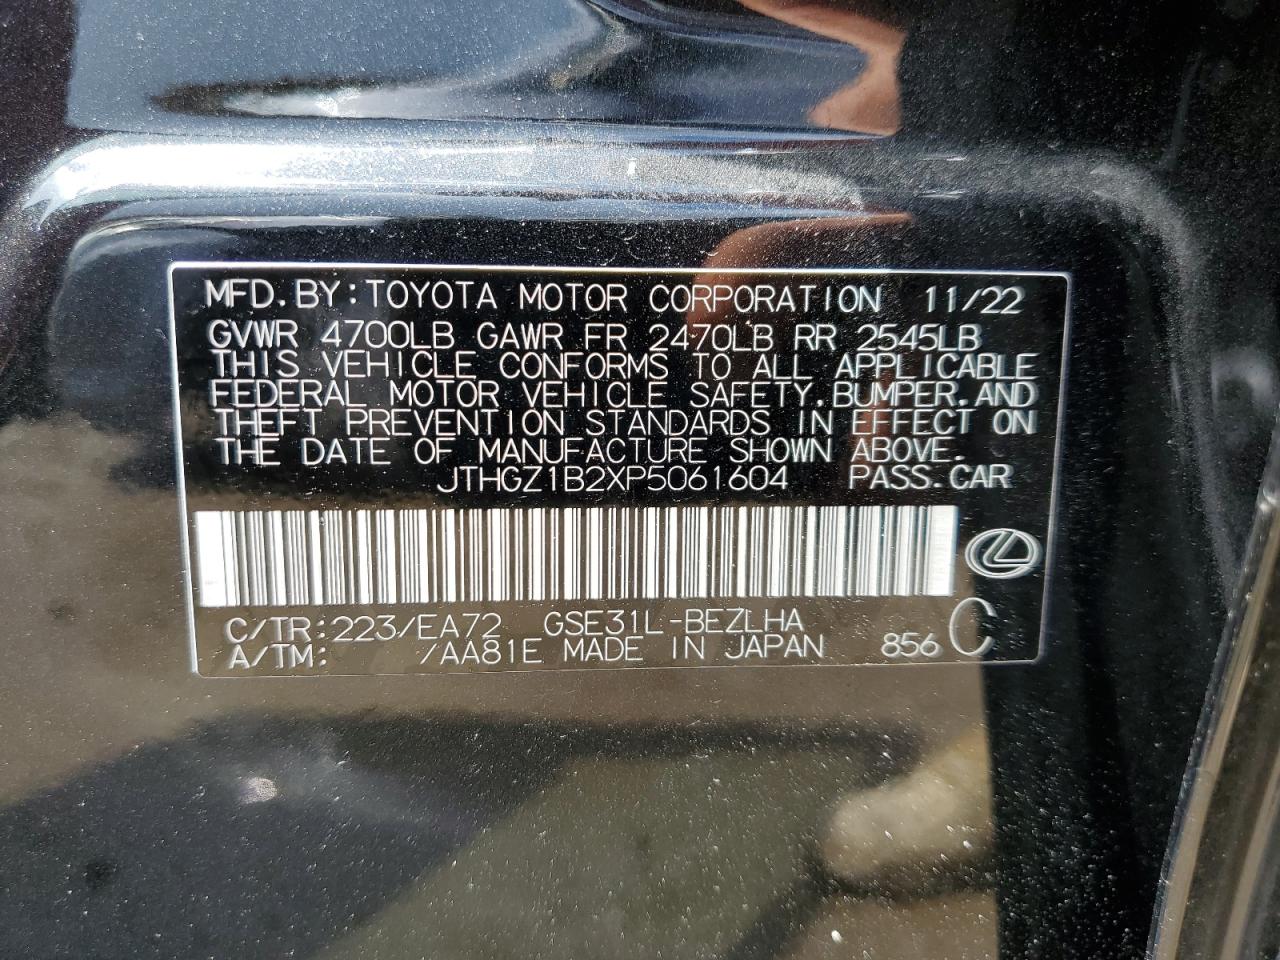 MFD. BY: TOYOTA MOTOR CORPORATION 11/22
GVWR 4700LB GAWR FR 2470LB RR 2545LB
THIS VEHICLE CONFORMS TO ALL APPLICABLE
FEDERAL MOTOR VEHICLE SAFETY, BUMPER, AND
THEFT PREVENTION STANDARDS IN EFFECT ON
THE DATE OF MANUFACTURE SHOWN ABOVE.
JTHGZ1B2XP5061604 PASS. CAR
C/TR: 223/EA72 GSE31L-BEZLHA
A/TM: /AA81E MADE IN JAPAN 856 C